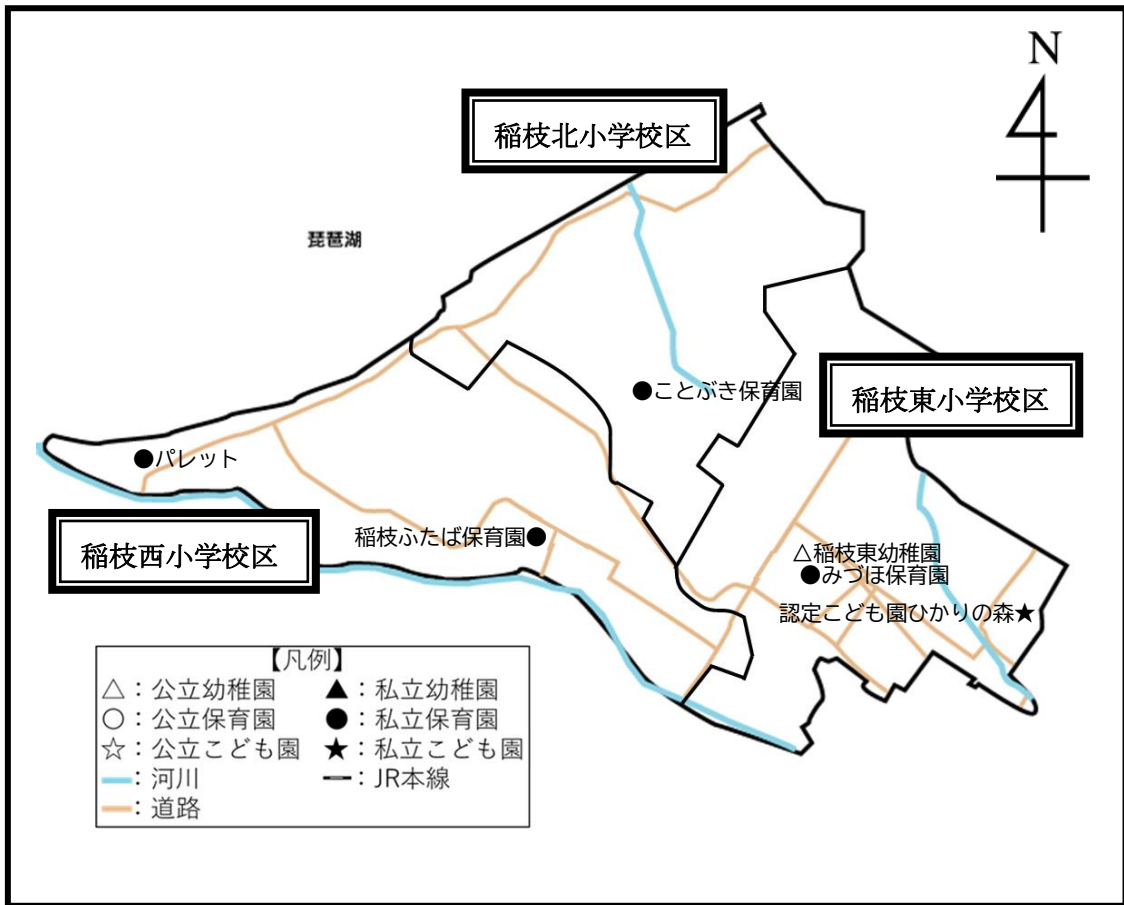 N
稲枝北小学校区
琵琶湖
●ことぶき保育園
稲枝東小学校区
●パレット
稲枝ふたば保育園●
稲枝西小学校区
△稲枝東幼稚園
●みづほ保育園
認定こども園ひかりの森★
【凡例】
△：公立幼稚園 ▲：私立幼稚園
○：公立保育園 ●：私立保育園
☆：公立こども園 ★：私立こども園
：河川 ：JR本線
：道路